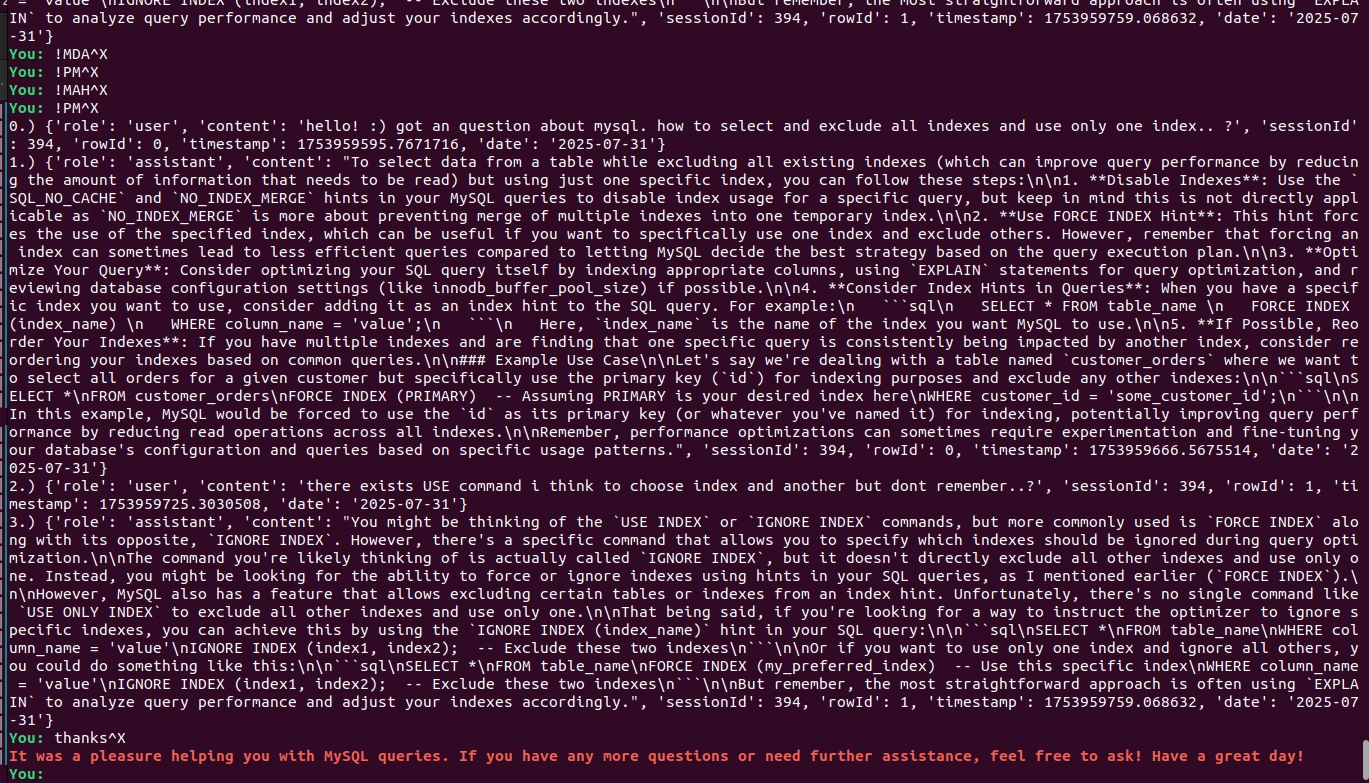 = 'value'\nIGNORE INDEX (index1, index2);  -- Exclude these two indexes\n```\n\nBut remember, the most straightforward approach is often using `EXPLA
IN` to analyze query performance and adjust your indexes accordingly.", 'sessionId': 394, 'rowId': 1, 'timestamp': 1753959759.068632, 'date': '2025-07
-31'}
You: !MDA^X
You: !PM^X
You: !MAH^X
You: !PM^X
0.) {'role': 'user', 'content': 'hello! :) got an question about mysql. how to select and exclude all indexes and use only one index.. ?', 'sessionId'
: 394, 'rowId': 0, 'timestamp': 1753959595.7671716, 'date': '2025-07-31'}
1.) {'role': 'assistant', 'content': "To select data from a table while excluding all existing indexes (which can improve query performance by reducin
g the amount of information that needs to be read) but using just one specific index, you can follow these steps:\n\n1. **Disable Indexes**: Use the `
SQL_NO_CACHE` and `NO_INDEX_MERGE` hints in your MySQL queries to disable index usage for a specific query, but keep in mind this is not directly appl
icable as `NO_INDEX_MERGE` is more about preventing merge of multiple indexes into one temporary index.\n\n2. **Use FORCE INDEX Hint**: This hint forc
es the use of the specified index, which can be useful if you want to specifically use one index and exclude others. However, remember that forcing an
 index can sometimes lead to less efficient queries compared to letting MySQL decide the best strategy based on the query execution plan.\n\n3. **Opti
mize Your Query**: Consider optimizing your SQL query itself by indexing appropriate columns, using `EXPLAIN` statements for query optimization, and r
eviewing database configuration settings (like innodb_buffer_pool_size) if possible.\n\n4. **Consider Index Hints in Queries**: When you have a specif
ic index you want to use, consider adding it as an index hint to the SQL query. For example:\n   ```sql\n   SELECT * FROM table_name \n   FORCE INDEX 
(index_name) \n   WHERE column_name = 'value';\n   ```\n   Here, `index_name` is the name of the index you want MySQL to use.\n\n5. **If Possible, Reo
rder Your Indexes**: If you have multiple indexes and are finding that one specific query is consistently being impacted by another index, consider re
ordering your indexes based on common queries.\n\n### Example Use Case\n\nLet's say we're dealing with a table named `customer_orders` where we want t
o select all orders for a given customer but specifically use the primary key (`id`) for indexing purposes and exclude any other indexes:\n\n```sql\nS
ELECT *\nFROM customer_orders\nFORCE INDEX (PRIMARY)  -- Assuming PRIMARY is your desired index here\nWHERE customer_id = 'some_customer_id';\n```\n\n
In this example, MySQL would be forced to use the `id` as its primary key (or whatever you've named it) for indexing, potentially improving query perf
ormance by reducing read operations across all indexes.\n\nRemember, performance optimizations can sometimes require experimentation and fine-tuning y
our database's configuration and queries based on specific usage patterns.", 'sessionId': 394, 'rowId': 0, 'timestamp': 1753959666.5675514, 'date': '2
025-07-31'}
2.) {'role': 'user', 'content': 'there exists USE command i think to choose index and another but dont remember..?', 'sessionId': 394, 'rowId': 1, 'ti
mestamp': 1753959725.3030508, 'date': '2025-07-31'}
3.) {'role': 'assistant', 'content': "You might be thinking of the `USE INDEX` or `IGNORE INDEX` commands, but more commonly used is `FORCE INDEX` alo
ng with its opposite, `IGNORE INDEX`. However, there's a specific command that allows you to specify which indexes should be ignored during query opti
mization.\n\nThe command you're likely thinking of is actually called `IGNORE INDEX`, but it doesn't directly exclude all other indexes and use only o
ne. Instead, you might be looking for the ability to force or ignore indexes using hints in your SQL queries, as I mentioned earlier (`FORCE INDEX`).\
n\nHowever, MySQL also has a feature that allows excluding certain tables or indexes from an index hint. Unfortunately, there's no single command like
 `USE ONLY INDEX` to exclude all other indexes and use only one.\n\nThat being said, if you're looking for a way to instruct the optimizer to ignore s
pecific indexes, you can achieve this by using the `IGNORE INDEX (index_name)` hint in your SQL query:\n\n```sql\nSELECT *\nFROM table_name\nWHERE col
umn_name = 'value'\nIGNORE INDEX (index1, index2);  -- Exclude these two indexes\n```\n\nOr if you want to use only one index and ignore all others, y
ou could do something like this:\n\n```sql\nSELECT *\nFROM table_name\nFORCE INDEX (my_preferred_index)  -- Use this specific index\nWHERE column_name
 = 'value'\nIGNORE INDEX (index1, index2);  -- Exclude these two indexes\n```\n\nBut remember, the most straightforward approach is often using `EXPLA
IN` to analyze query performance and adjust your indexes accordingly.", 'sessionId': 394, 'rowId': 1, 'timestamp': 1753959759.068632, 'date': '2025-07
-31'}
You: thanks^X
It was a pleasure helping you with MySQL queries. If you have any more questions or need further assistance, feel free to ask! Have a great day!
You: